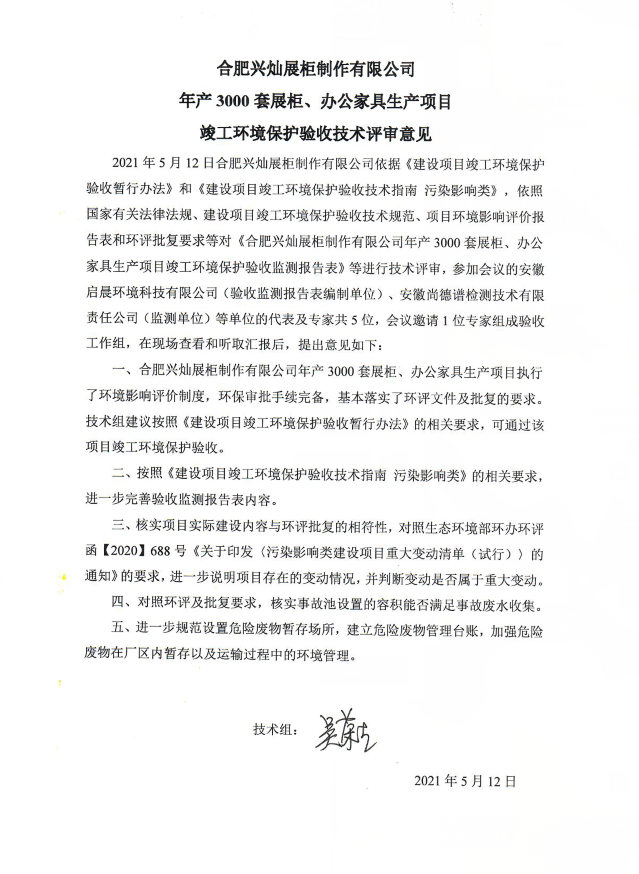 合肥兴灿展柜制作有限公司
年产 3000 套展柜、办公家具生产项目
竣工环境保护验收技术评审意见
2021 年 5 月 12 日合肥兴灿展柜制作有限公司依据《建设项目竣工环境保护
验收暂行办法》和《建设项目竣工环境保护验收技术指南 污染影响类》，依照
国家有关法律法规、建设项目竣工环境保护验收技术规范、项目环境影响评价报
告表和环评批复要求等对《合肥兴灿展柜制作有限公司年产 3000 套展柜、办公
家具生产项目竣工环境保护验收监测报告表》等进行技术评审，参加会议的安徽
启晨环境科技有限公司（验收监测报告表编制单位）、安徽尚德谱检测技术有限
责任公司（监测单位）等单位的代表及专家共 5 位，会议邀请 1 位专家组成验收
工作组，在现场查看和听取汇报后，提出意见如下：
一、合肥兴灿展柜制作有限公司年产 3000 套展柜、办公家具生产项目执行
了环境影响评价制度，环保审批手续完备，基本落实了环评文件及批复的要求。
技术组建议按照《建设项目竣工环境保护验收暂行办法》的相关要求，可通过该
项目竣工环境保护验收。
二、按照《建设项目竣工环境保护验收技术指南 污染影响类》的相关要求，
进一步完善验收监测报告表内容。
三、核实项目实际建设内容与环评批复的相符性，对照生态环境部环办环评
函【2020】688 号《关于印发〈污染影响类建设项目重大变动清单（试行）〉的
通知》的要求，进一步说明项目存在的变动情况，并判断变动是否属于重大变动。
四、对照环评及批复要求，核实事故池设置的容积能否满足事故废水收集。
五、进一步规范设置危险废物暂存场所，建立危险废物管理台账，加强危险
废物在厂区内暂存以及运输过程中的环境管理。
技术组：
2021 年 5 月 12 日